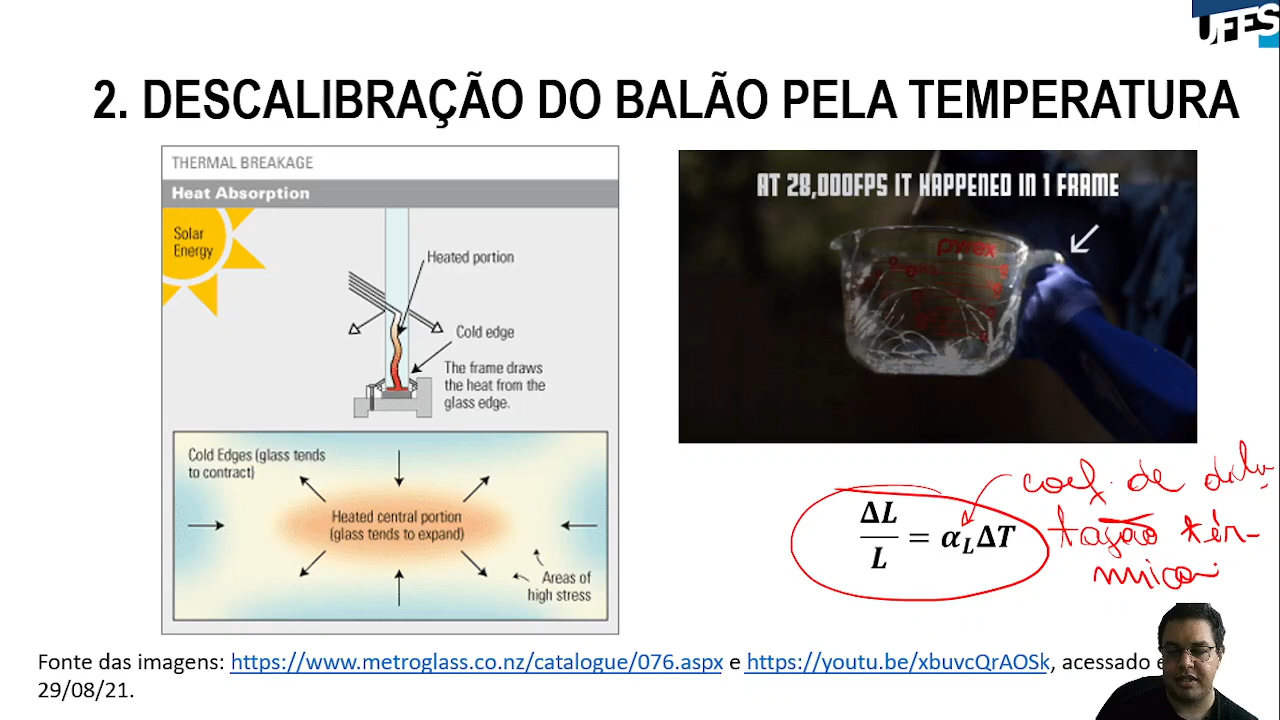 UFES
2. DESCALIBRAÇÃO DO BALÃO PELA TEMPERATURA
THERMAL BREAKAGE
Heat Absorption
Solar
Energy
Heated portion
Cold edge
The frame draws
the heat from the
glass edge.
Cold Edges (glass tends
to contract)
Heated central portion
(glass tends to expand)
Areas of
high stress
AT 28,000FPS IT HAPPENED IN 1 FRAME
pyrex
ΔL
L
= α_L ΔT
coef. de dila-
tação tér-
mica
Fonte das imagens: https://www.metroglass.co.nz/catalogue/076.aspx e https://youtu.be/xbuvcQrAOSk, acessado e
29/08/21.